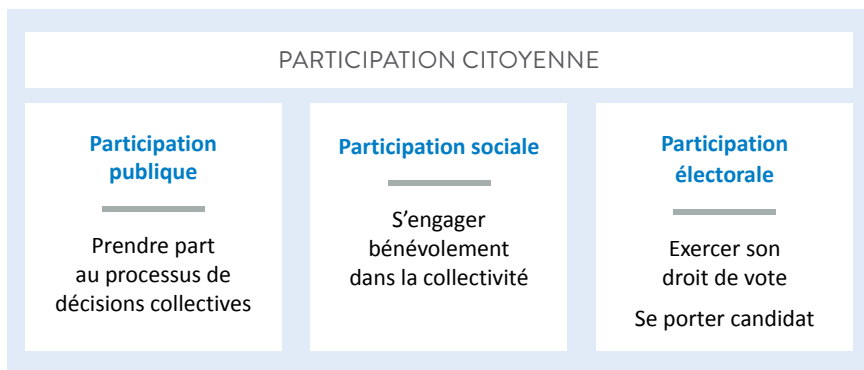 PARTICIPATION CITOYENNE
Participation
publique
Prendre part
au processus de
décisions collectives
Participation sociale
S’engager
bénévolement
dans la collectivité
Participation
électorale
Exercer son
droit de vote
Se porter candidat